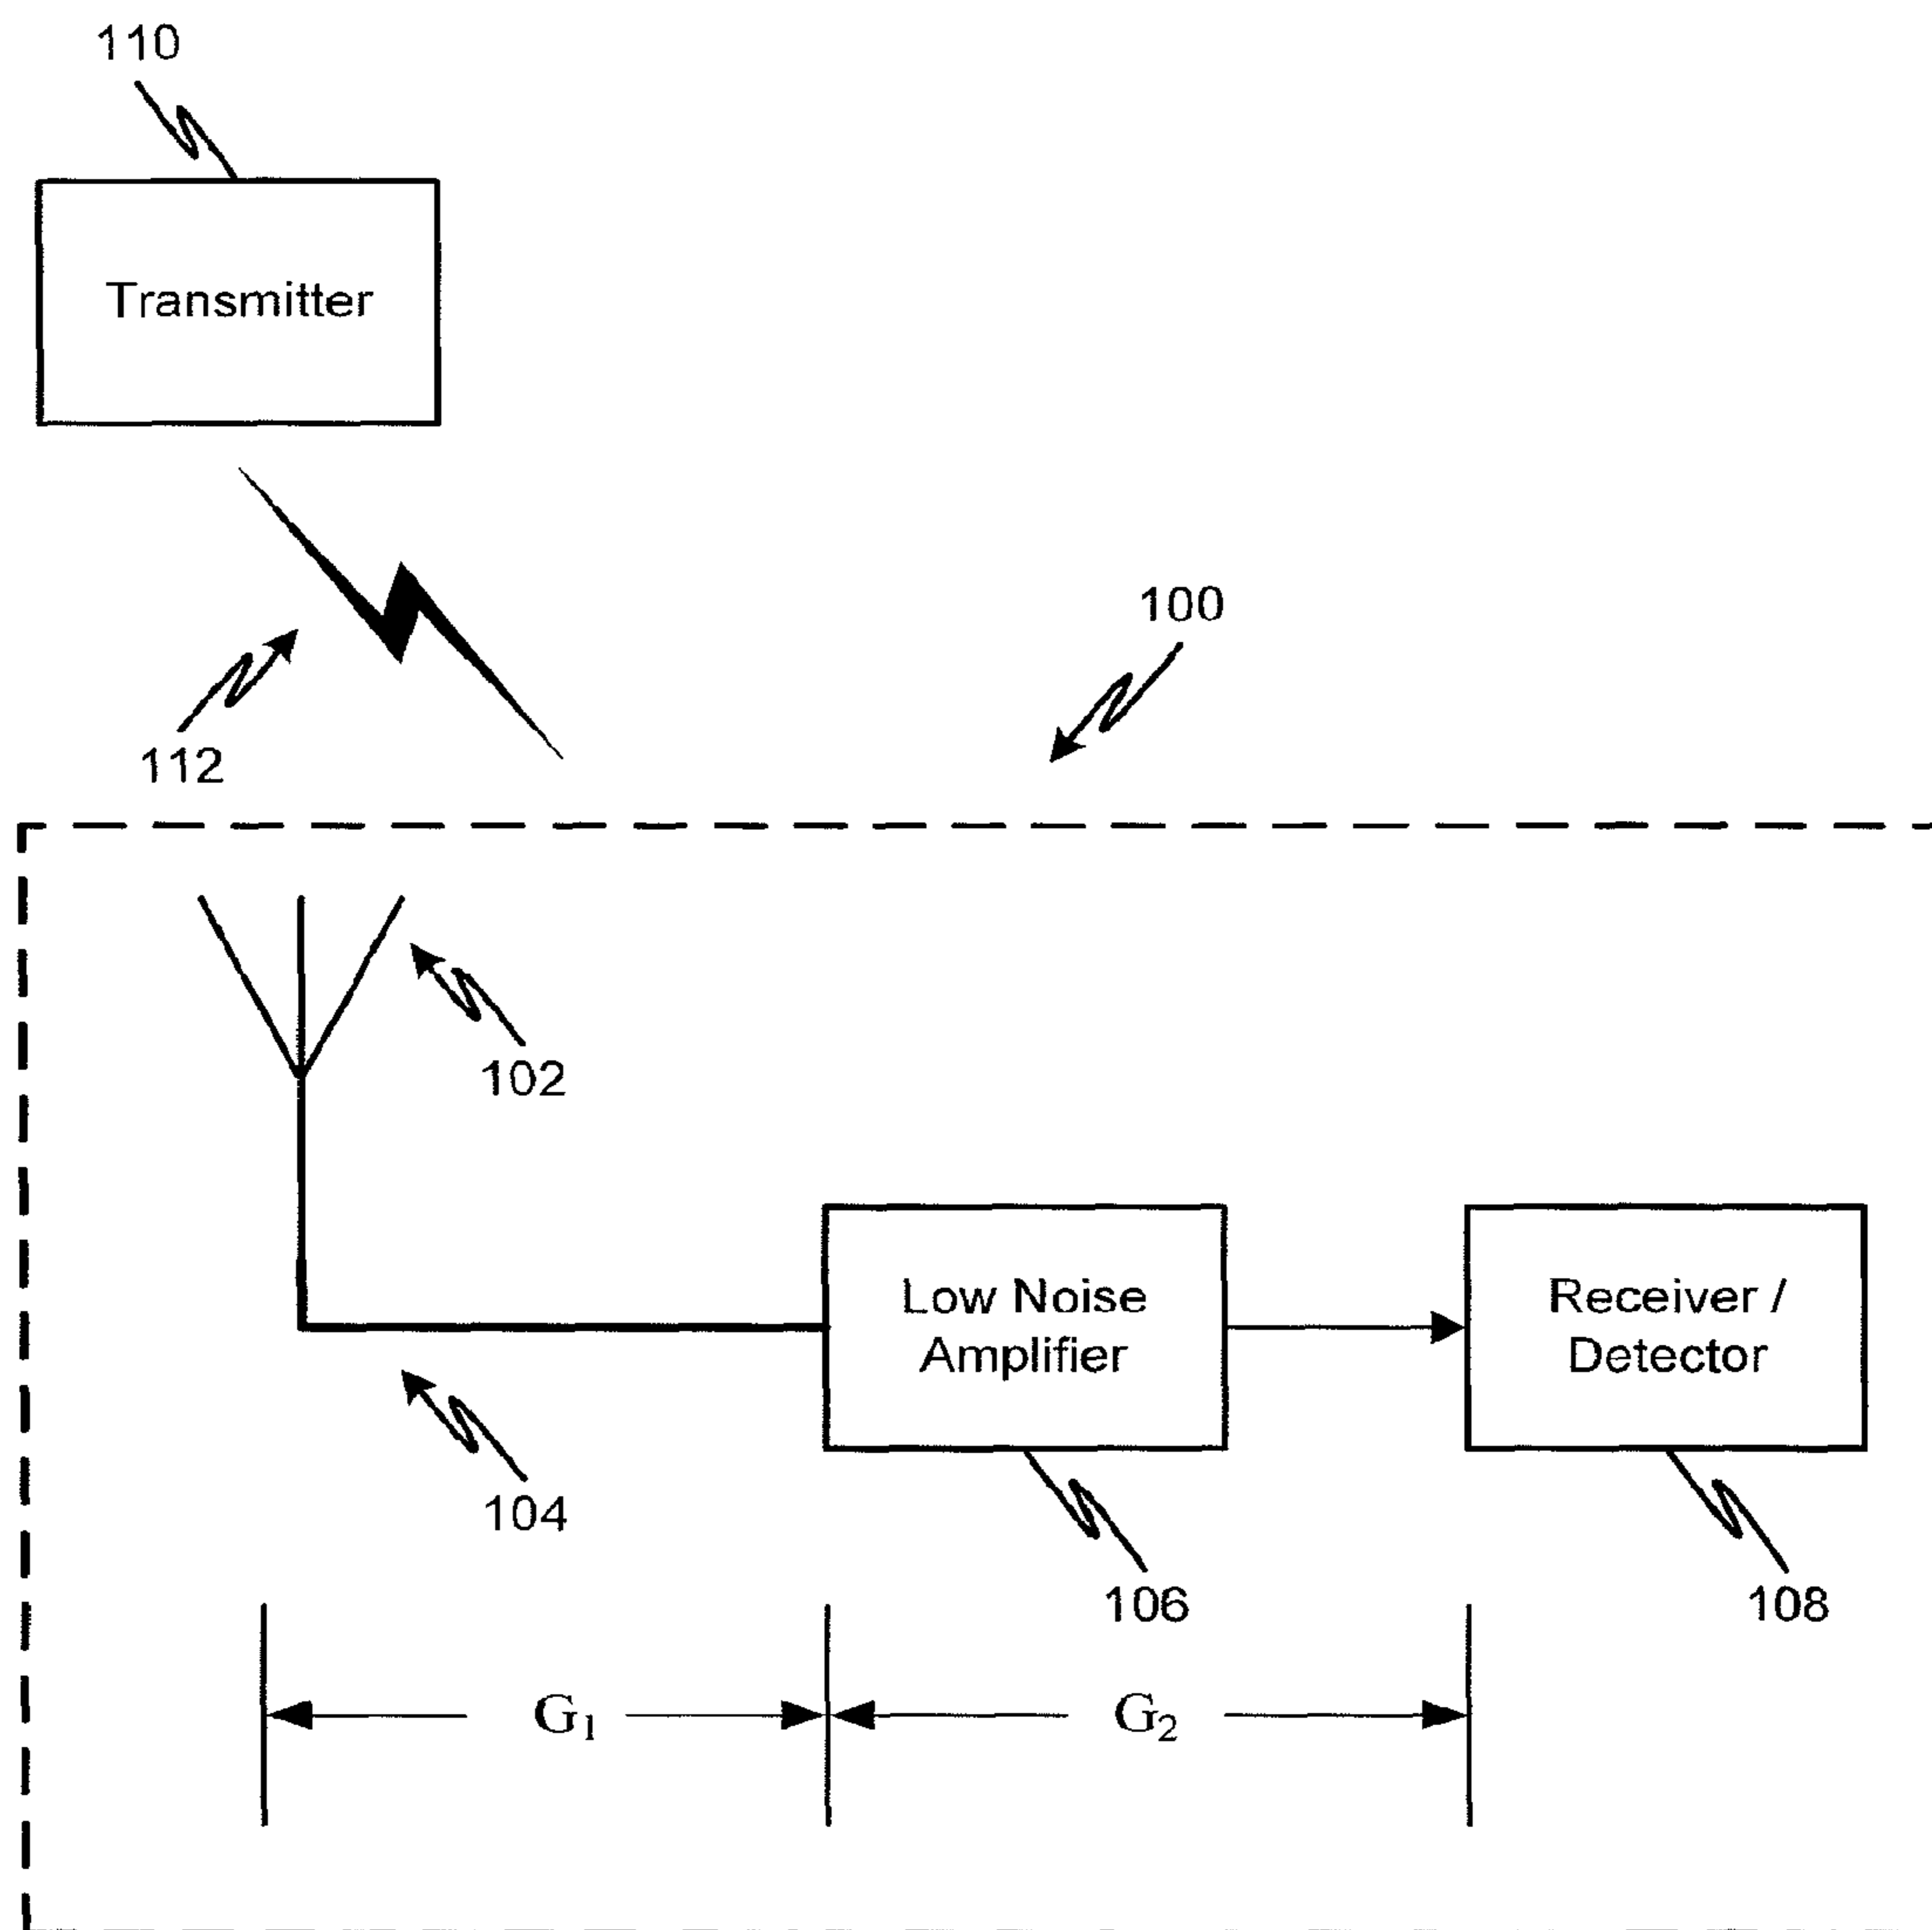 110
Transmitter
100
112
102
Low Noise
Amplifier
Receiver /
Detector
104
106
108
G₁
G₂